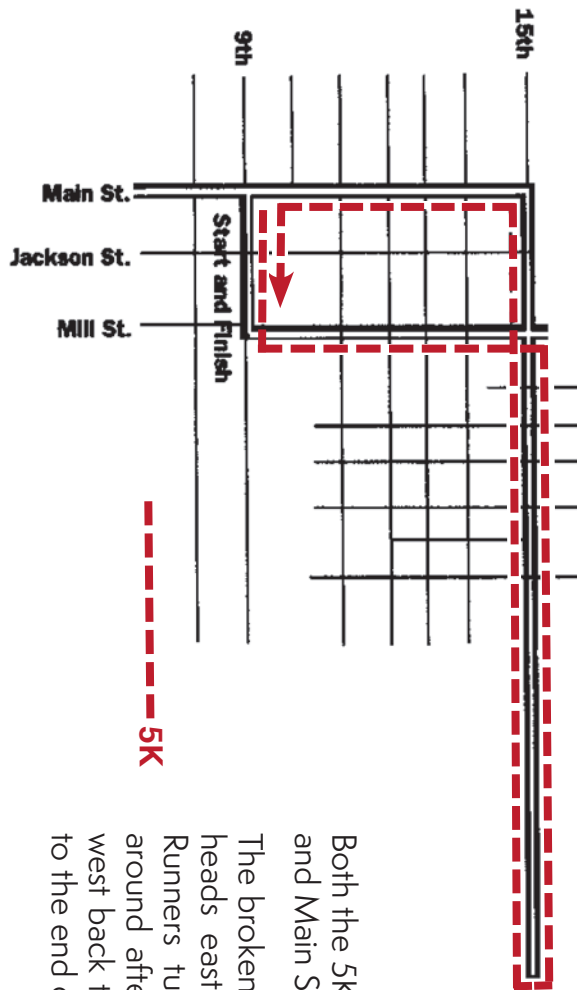 15th
9th
Main St.
Jackson St.
Mill St.
Start and Finish
5K
Both the 5k
and Main S
The broken
heads east
Runners tu
around afte
west back t
to the end o